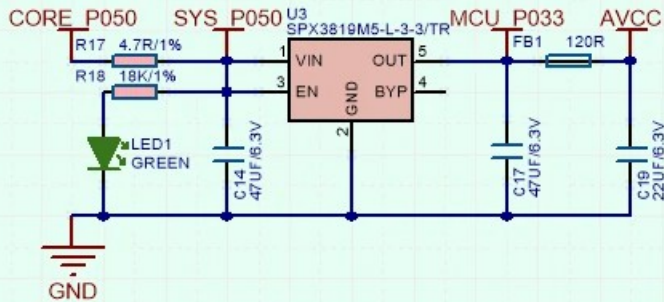 CORE_P050
SYS_P050
U3
SPX3819M5-L-3-3/TR
MCU_P033
AVCC
R17
4.7R/1%
1
VIN
OUT
5
FB1
120R
R18
18K/1%
3
EN
BYP
4
GND
2
LED1
GREEN
C14
47UF/6.3V
C17
47UF/6.3V
C19
22UF/6.3V
GND